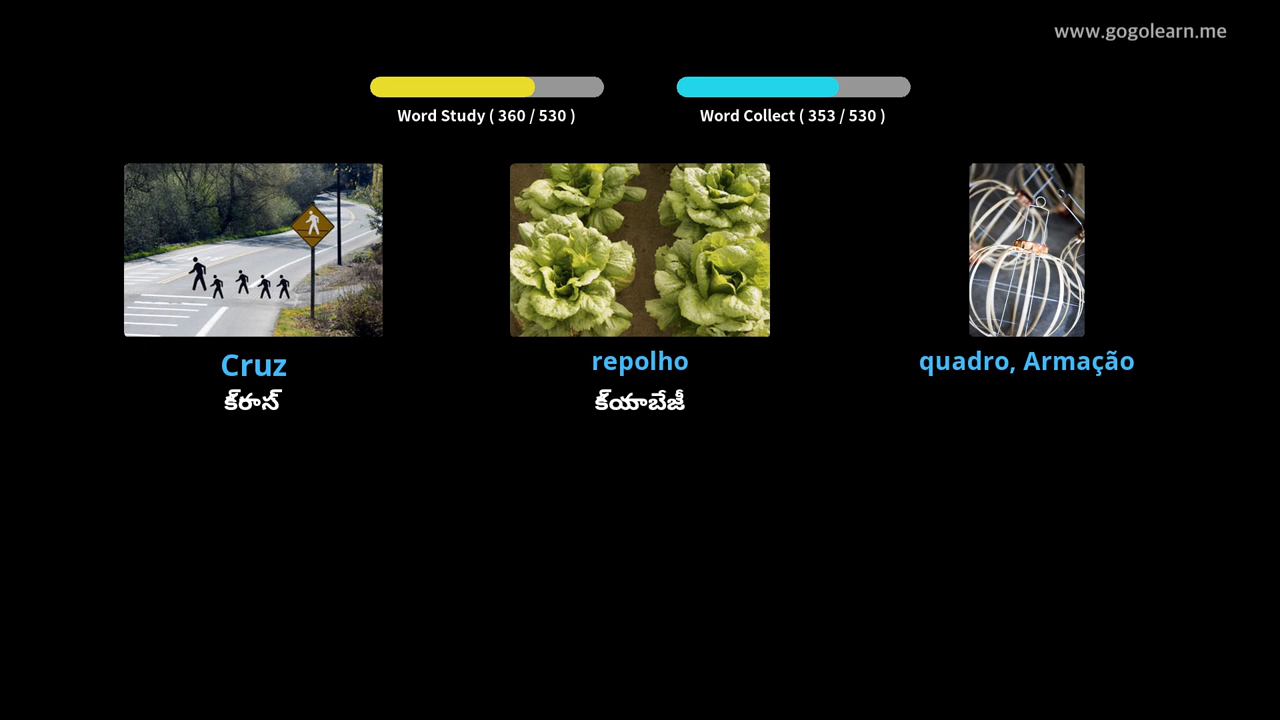 www.gogolearn.me
Word Study ( 360 / 530 )
Word Collect ( 353 / 530 )
Cruz
repolho
quadro, Armação
క్‌రాస్
క్‌యాబేజీ